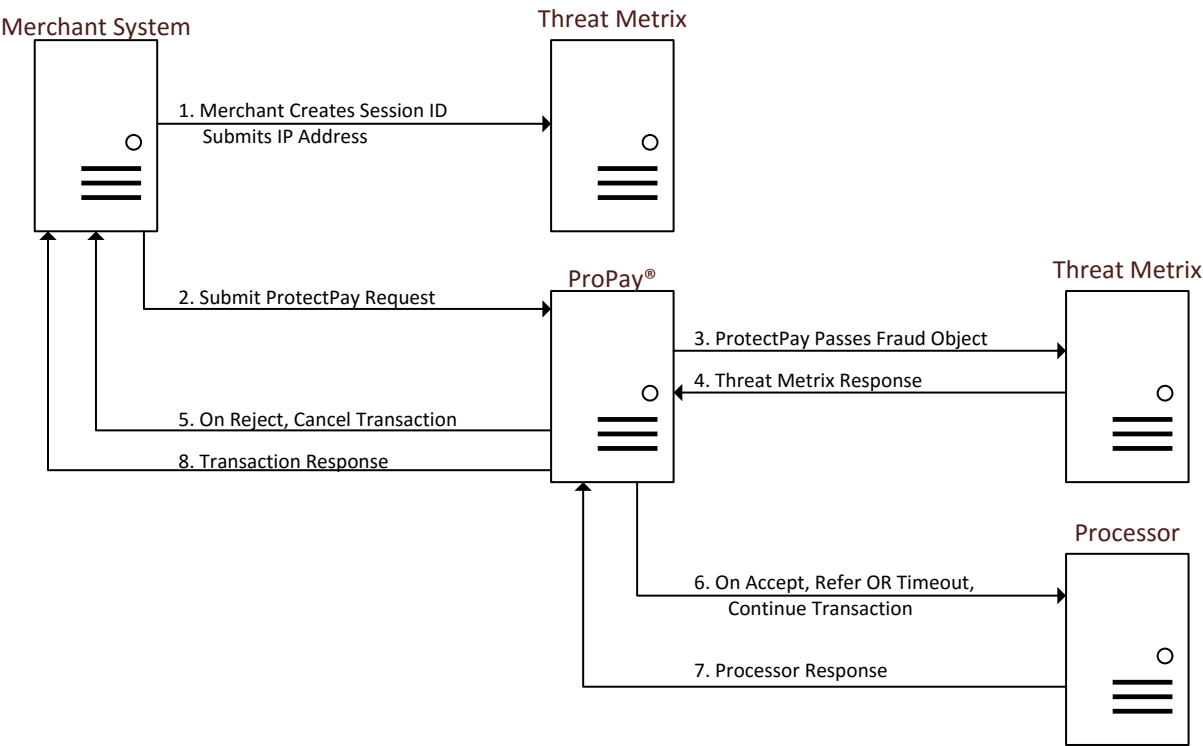 Merchant System
Threat Metrix
1. Merchant Creates Session ID
Submits IP Address
ProPay®
Threat Metrix
2. Submit ProtectPay Request
3. ProtectPay Passes Fraud Object
4. Threat Metrix Response
5. On Reject, Cancel Transaction
8. Transaction Response
Processor
6. On Accept, Refer OR Timeout,
Continue Transaction
7. Processor Response